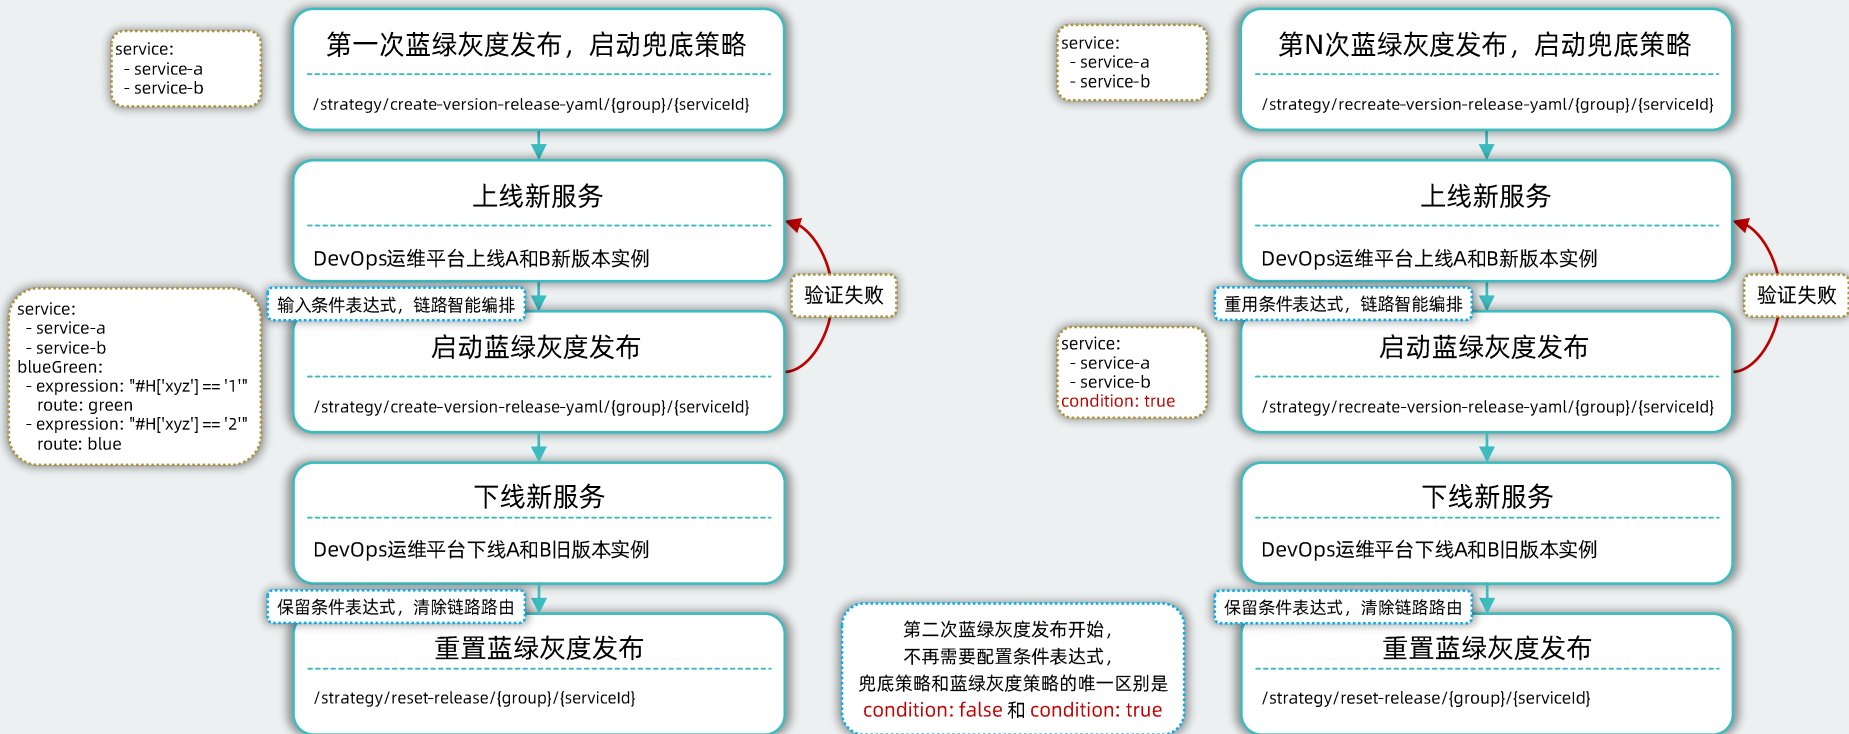 service:
- service-a
- service-b
第一次蓝绿灰度发布，启动兜底策略
/strategy/create-version-release-yaml/{group}/{serviceId}
上线新服务
DevOps运维平台上线A和B新版本实例
验证失败
输入条件表达式，链路智能编排
service:
- service-a
- service-b
blueGreen:
- expression: "#H['xyz'] == '1'"
route: green
- expression: "#H['xyz'] == '2'"
route: blue
启动蓝绿灰度发布
/strategy/create-version-release-yaml/{group}/{serviceId}
下线新服务
DevOps运维平台下线A和B旧版本实例
保留条件表达式，清除链路路由
重置蓝绿灰度发布
/strategy/reset-release/{group}/{serviceId}
第二次蓝绿灰度发布开始，
不再需要配置条件表达式，
兜底策略和蓝绿灰度策略的唯一区别是
condition: false 和 condition: true
service:
- service-a
- service-b
第N次蓝绿灰度发布，启动兜底策略
/strategy/recreate-version-release-yaml/{group}/{serviceId}
上线新服务
DevOps运维平台上线A和B新版本实例
验证失败
重用条件表达式，链路智能编排
service:
- service-a
- service-b
condition: true
启动蓝绿灰度发布
/strategy/recreate-version-release-yaml/{group}/{serviceId}
下线新服务
DevOps运维平台下线A和B旧版本实例
保留条件表达式，清除链路路由
重置蓝绿灰度发布
/strategy/reset-release/{group}/{serviceId}